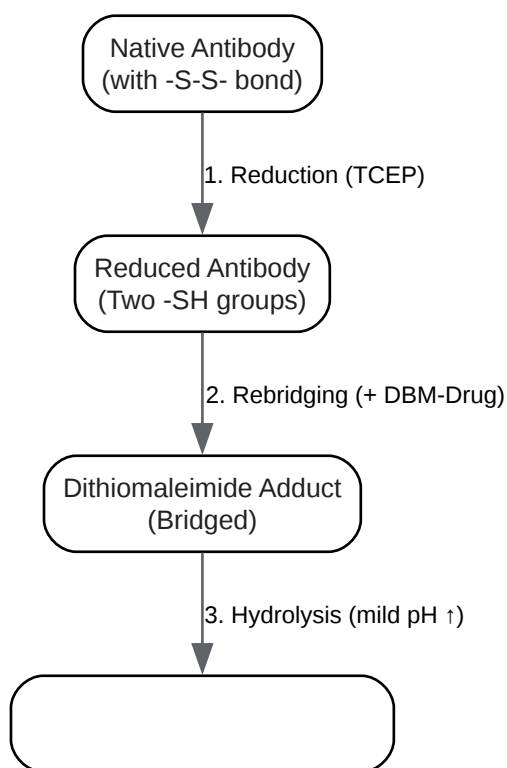 Native Antibody
(with -S-S- bond)
1. Reduction (TCEP)
Reduced Antibody
(Two -SH groups)
2. Rebridging (+ DBM-Drug)
Dithiomaleimide Adduct
(Bridged)
3. Hydrolysis (mild pH ↑)